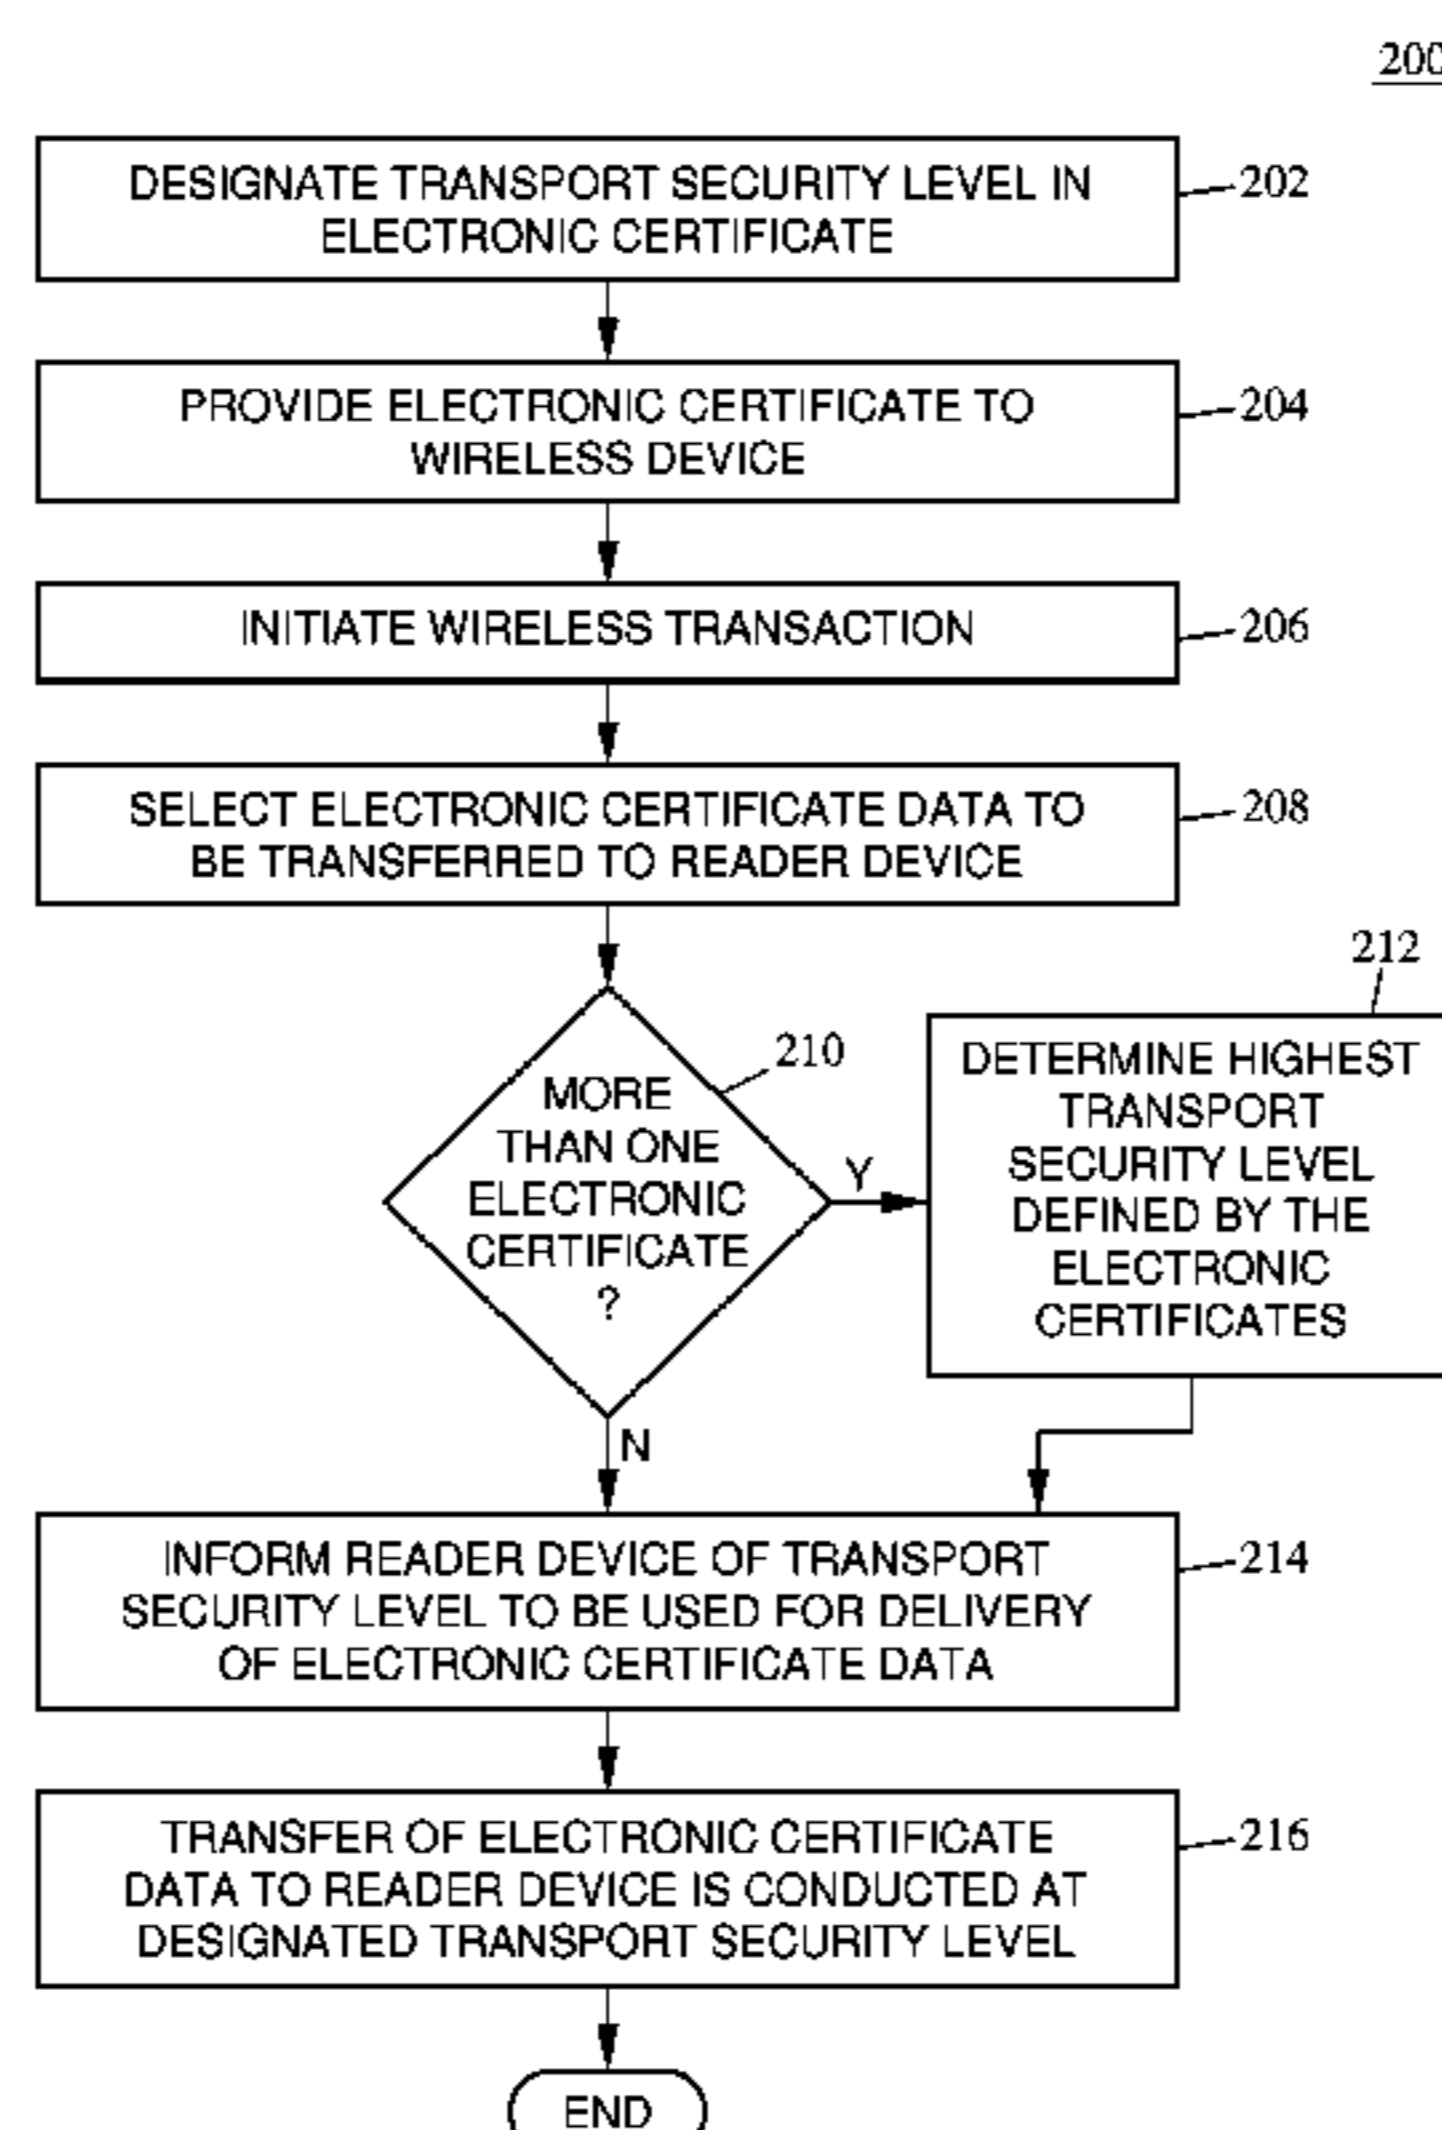 200
DESIGNATE TRANSPORT SECURITY LEVEL IN
ELECTRONIC CERTIFICATE
202
PROVIDE ELECTRONIC CERTIFICATE TO
WIRELESS DEVICE
204
INITIATE WIRELESS TRANSACTION
206
SELECT ELECTRONIC CERTIFICATE DATA TO
BE TRANSFERRED TO READER DEVICE
208
MORE
THAN ONE
ELECTRONIC
CERTIFICATE
?
210
Y
212
DETERMINE HIGHEST
TRANSPORT
SECURITY LEVEL
DEFINED BY THE
ELECTRONIC
CERTIFICATES
N
INFORM READER DEVICE OF TRANSPORT
SECURITY LEVEL TO BE USED FOR DELIVERY
OF ELECTRONIC CERTIFICATE DATA
214
TRANSFER OF ELECTRONIC CERTIFICATE
DATA TO READER DEVICE IS CONDUCTED AT
DESIGNATED TRANSPORT SECURITY LEVEL
216
END